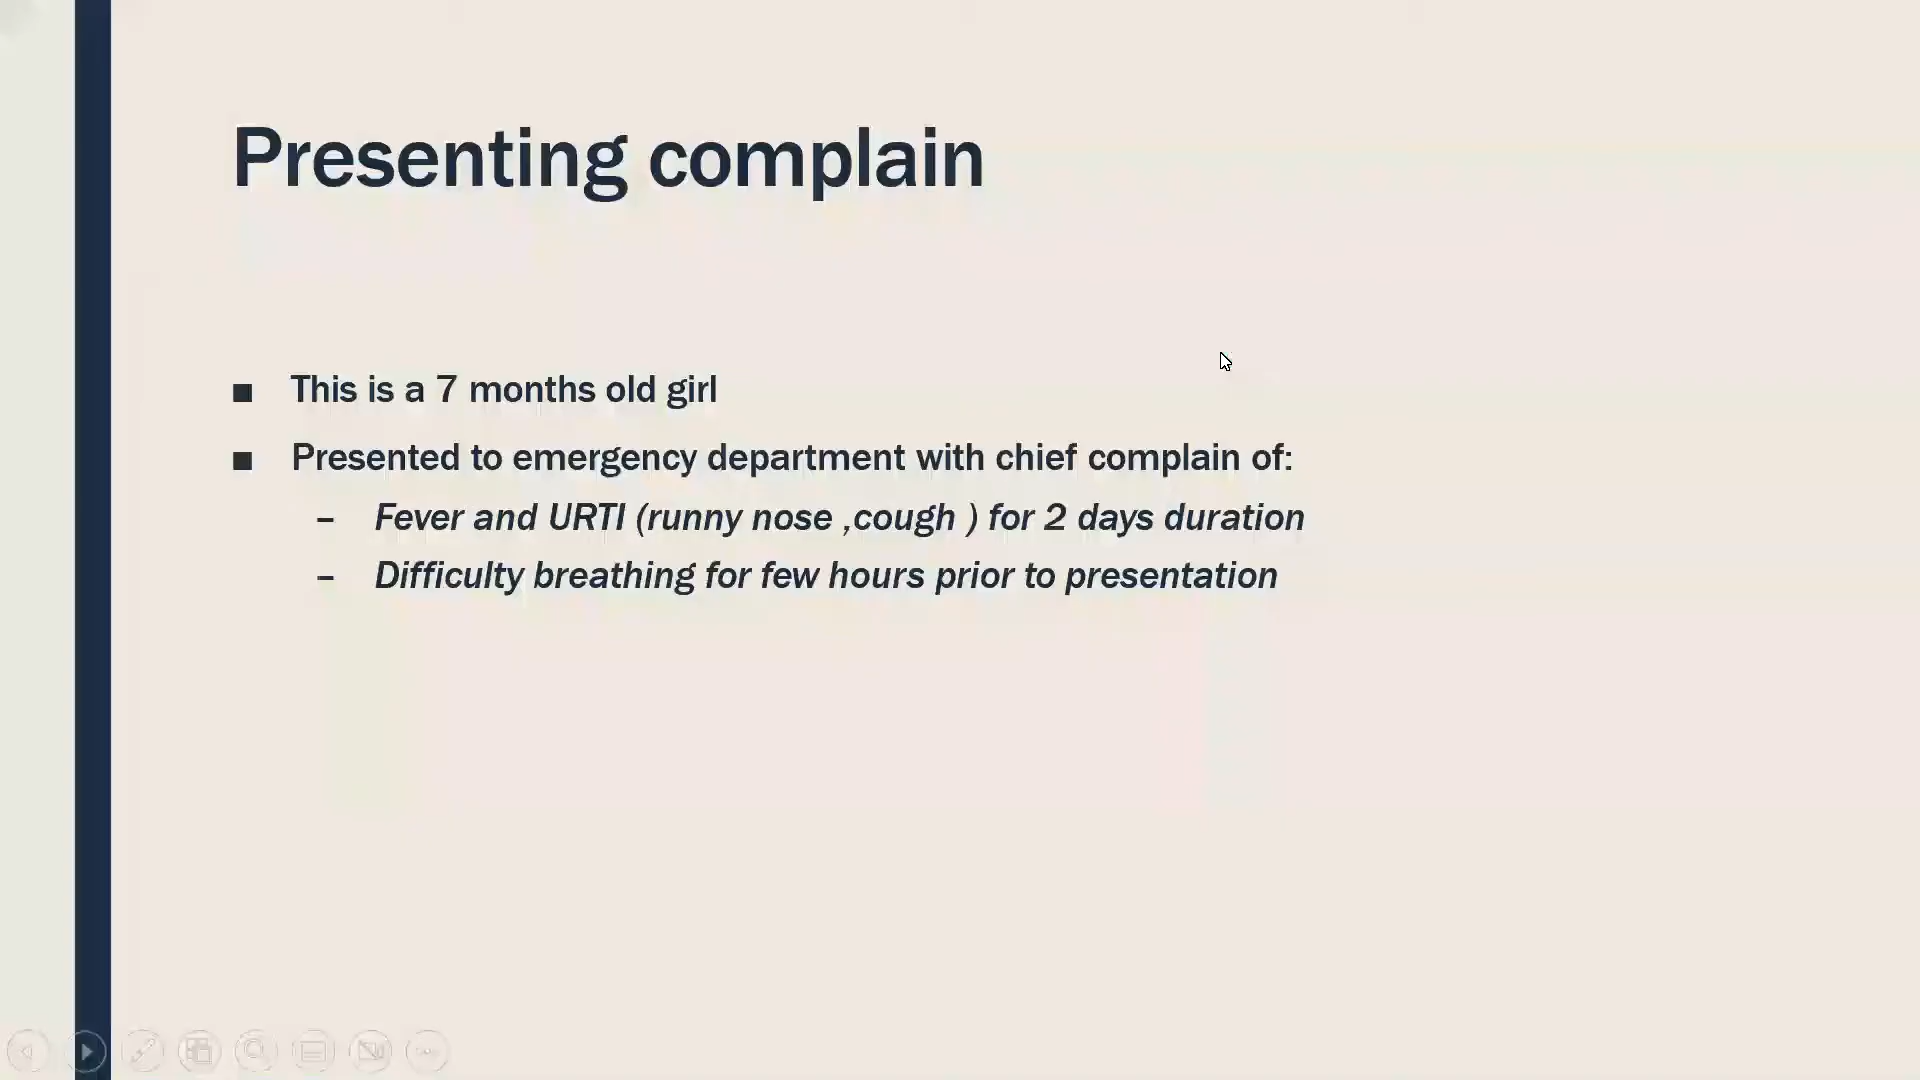 Presenting complain
■ This is a 7 months old girl
■ Presented to emergency department with chief complain of:
– Fever and URTI (runny nose ,cough ) for 2 days duration
– Difficulty breathing for few hours prior to presentation